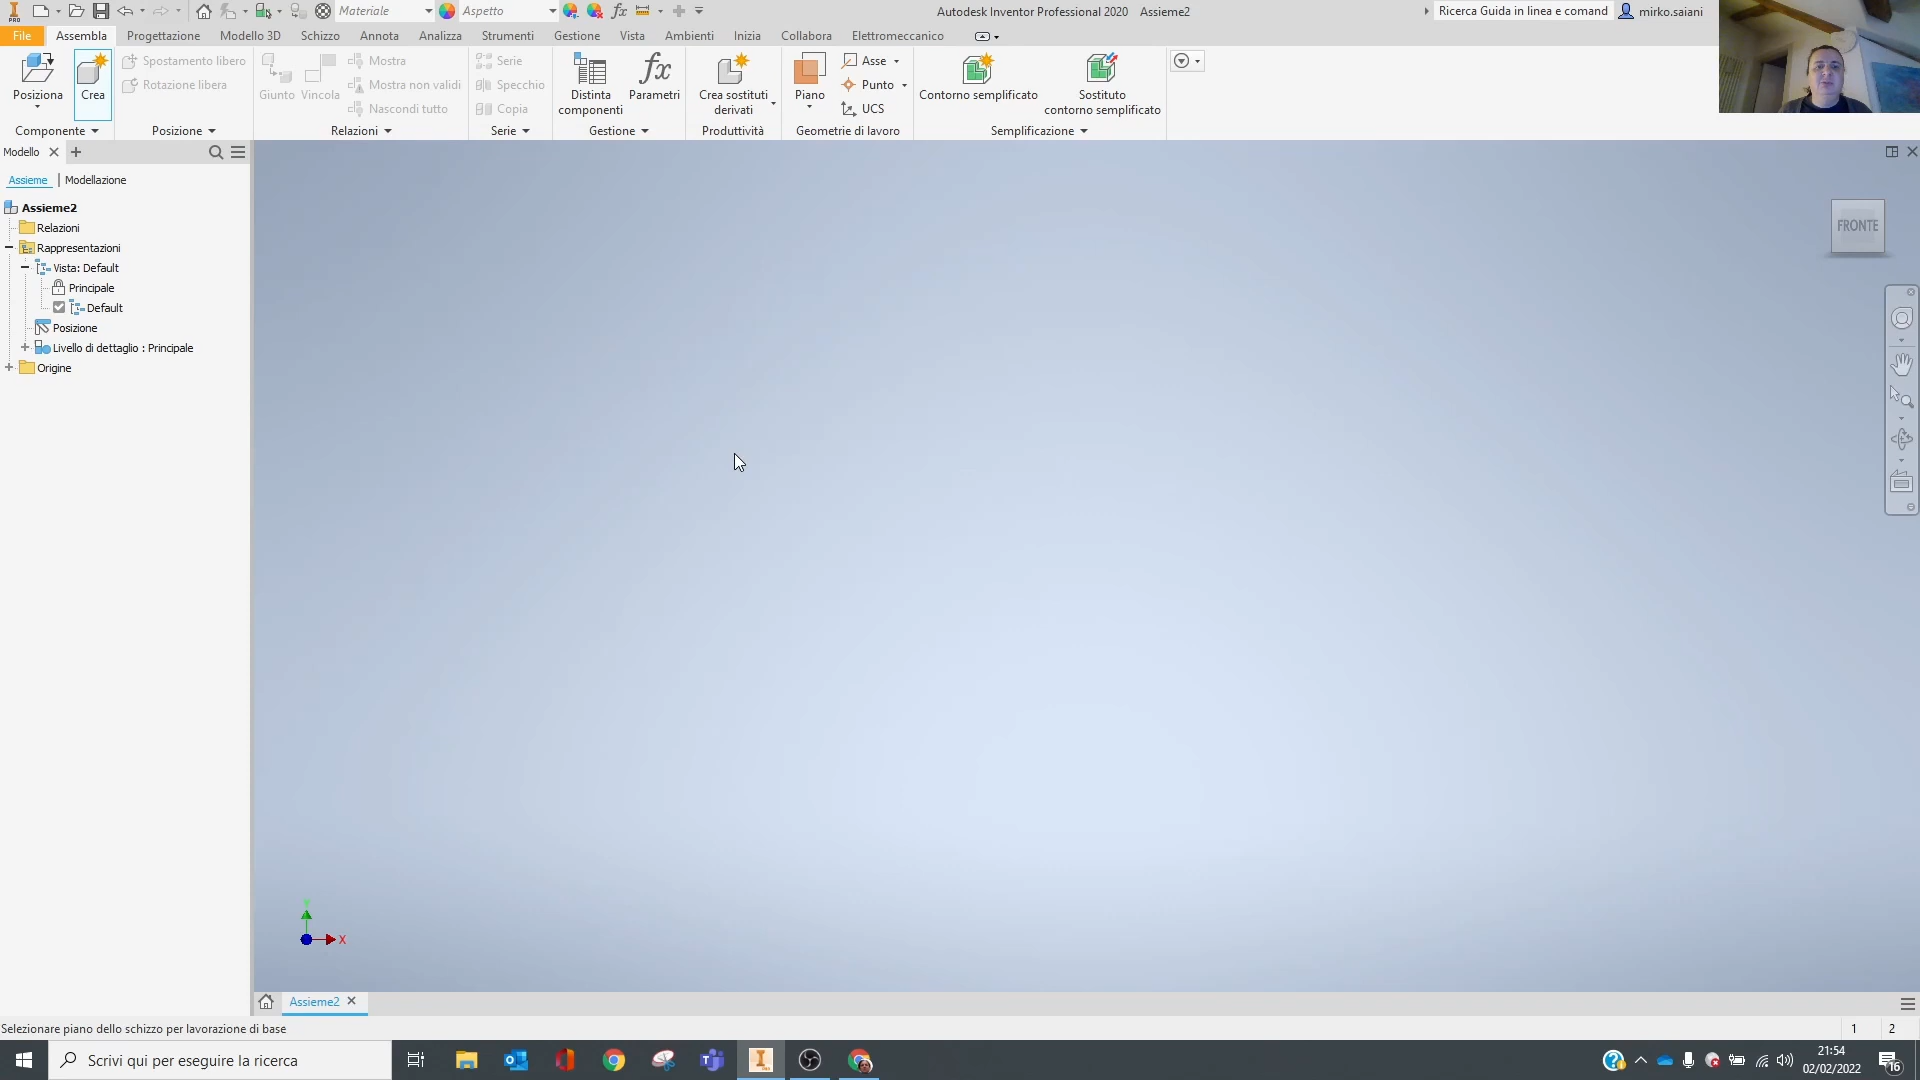 Materiale
Aspetto
Autodesk Inventor Professional 2020 Assieme2
Ricerca Guida in linea e comand
mirko.saiani
File
Assembla
Progettazione
Modello 3D
Schizzo
Annota
Analizza
Strumenti
Gestione
Vista
Ambienti
Inizia
Collabora
Elettromeccanico
Posiziona
Crea
Spostamento libero
Rotazione libera
Giunto
Vincola
Mostra
Mostra non validi
Nascondi tutto
Serie
Specchio
Copia
Distinta
componenti
Parametri
Crea sostituti
derivati
Piano
Asse
Punto
UCS
Contorno semplificato
Sostituto
contorno semplificato
Componente
Posizione
Relazioni
Serie
Gestione
Produttività
Geometrie di lavoro
Semplificazione
Modello
Assieme
Modellazione
Assieme2
Relazioni
Rappresentazioni
Vista: Default
Principale
Default
Posizione
Livello di dettaglio : Principale
Origine
FRONTE
Y
X
Assieme2
Selezionare piano dello schizzo per lavorazione di base
1
2
Scrivi qui per eseguire la ricerca
21:54
02/02/2022
16